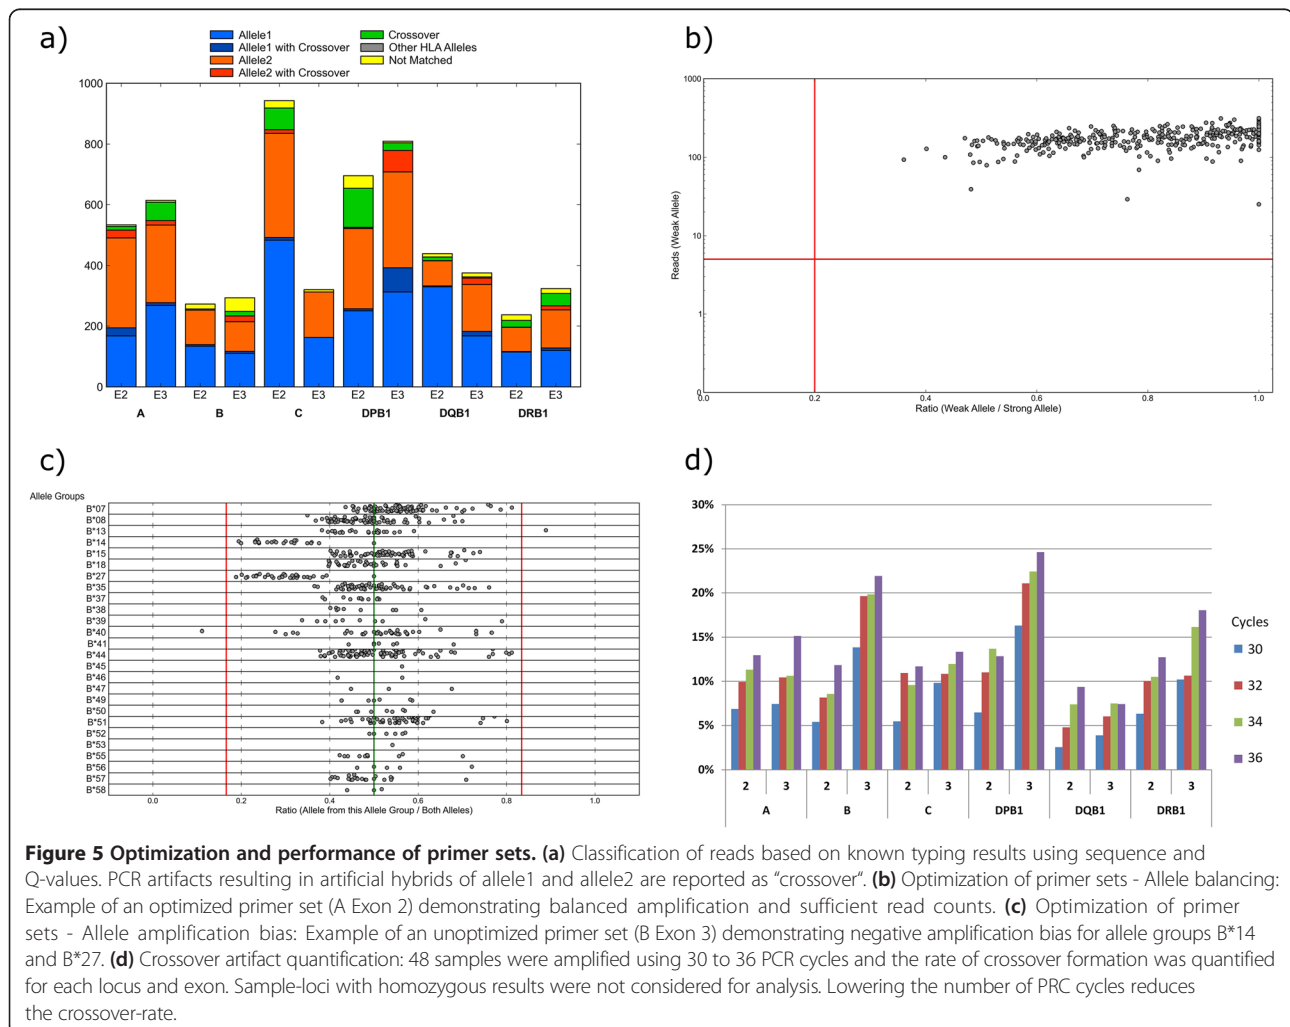 a)
Allele1
Allele1 with Crossover
Allele2
Allele2 with Crossover
Crossover
Other HLA Alleles
Not Matched
1000
800
600
400
200
0
E2 E3 E2 E3 E2 E3 E2 E3 E2 E3 E2 E3
A B C DPB1 DQB1 DRB1
b)
Reads (Weak Allele)
1000
100
10
1
0
0.0 0.2 0.4 0.6 0.8 1.0
Ratio (Weak Allele / Strong Allele)
c)
Allele Groups
B*07
B*08
B*13
B*14
B*15
B*18
B*27
B*35
B*37
B*38
B*39
B*40
B*41
B*44
B*45
B*46
B*47
B*49
B*50
B*51
B*52
B*53
B*55
B*56
B*57
B*58
0.0 0.2 0.4 0.6 0.8 1.0
Ratio (Allele from this Allele Group / Both Alleles)
d)
30%
25%
20%
15%
10%
5%
0%
2 3 2 3 2 3 2 3 2 3 2 3
A B C DPB1 DQB1 DRB1
Cycles
30
32
34
36
Figure 5 Optimization and performance of primer sets. (a) Classification of reads based on known typing results using sequence and
Q-values. PCR artifacts resulting in artificial hybrids of allele1 and allele2 are reported as “crossover“. (b) Optimization of primer sets - Allele balancing:
Example of an optimized primer set (A Exon 2) demonstrating balanced amplification and sufficient read counts. (c) Optimization of primer
sets - Allele amplification bias: Example of an unoptimized primer set (B Exon 3) demonstrating negative amplification bias for allele groups B*14
and B*27. (d) Crossover artifact quantification: 48 samples were amplified using 30 to 36 PCR cycles and the rate of crossover formation was quantified
for each locus and exon. Sample-loci with homozygous results were not considered for analysis. Lowering the number of PRC cycles reduces
the crossover-rate.